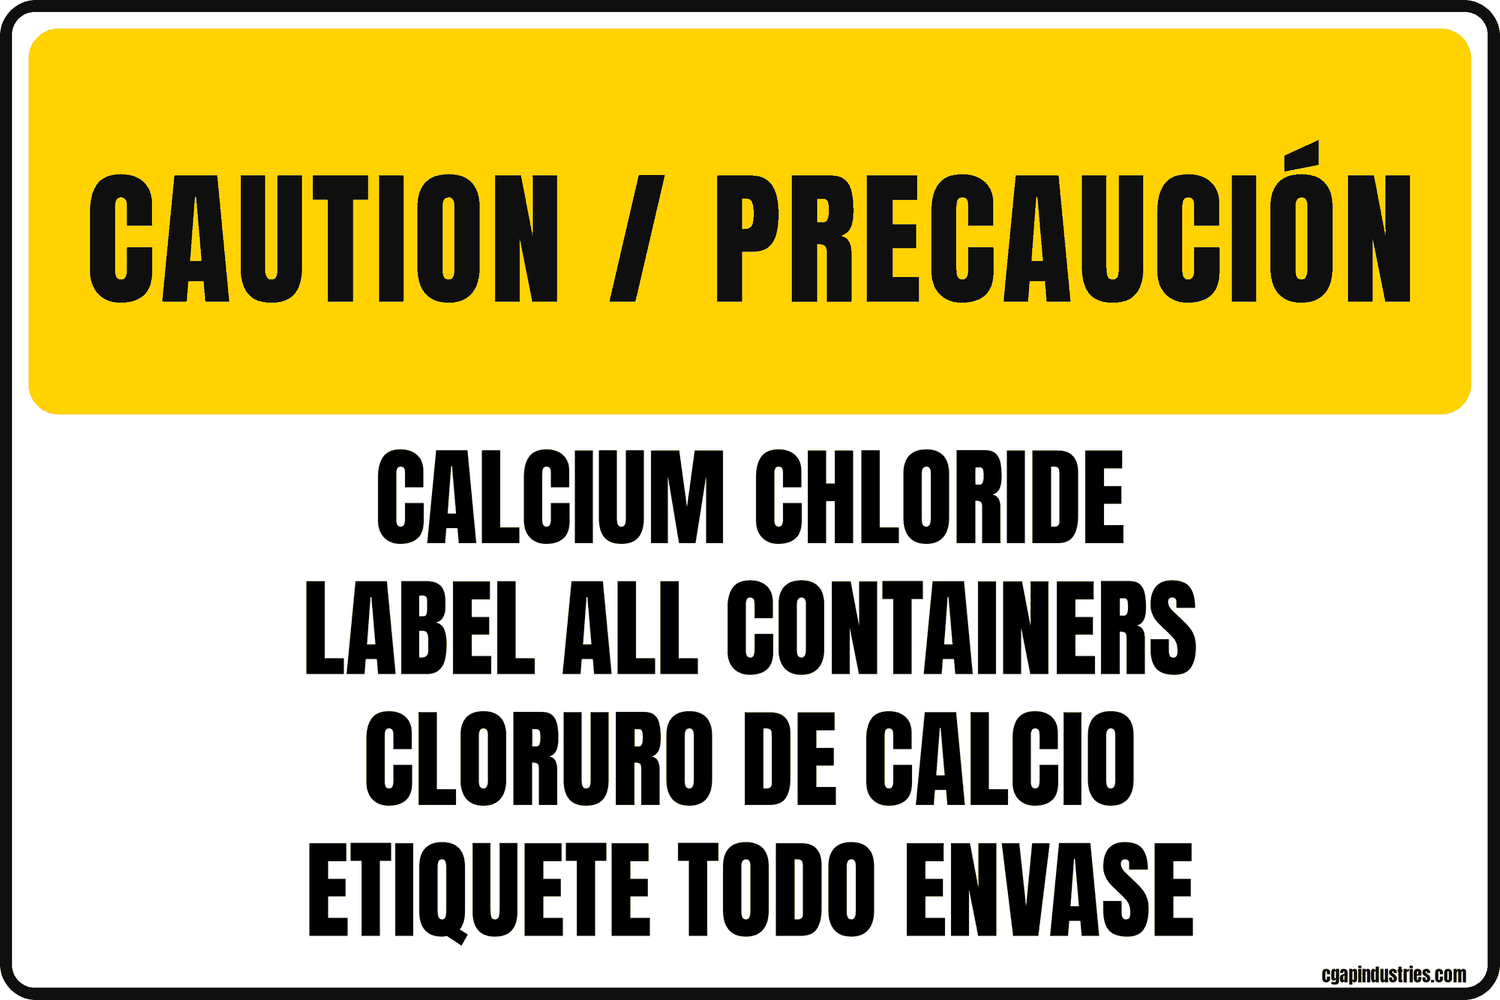 CAUTION / PRECAUCIÓN
CALCIUM CHLORIDE
LABEL ALL CONTAINERS
CLORURO DE CALCIO
ETIQUETE TODO ENVASE
cgapindustries.com